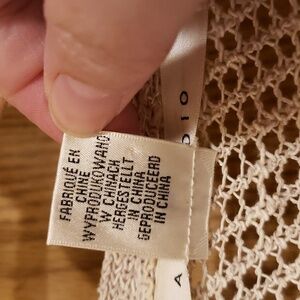 FABRIQUÉ EN
CHINE
WYPRODUKOWANO
W CHINACH
HERGESTELLT
IN CHINA
GEPRODUCEERD
IN CHINA